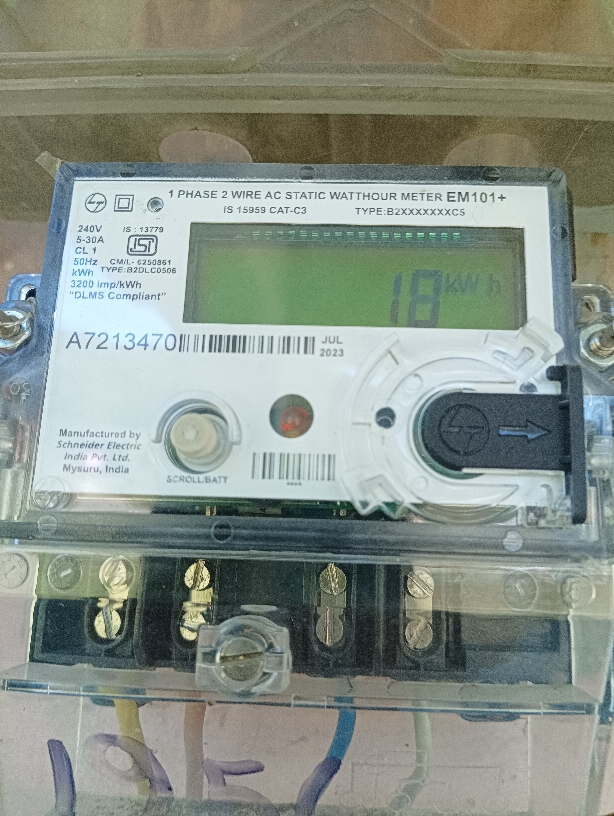 1 PHASE 2 WIRE AC STATIC WATTHOUR METER EM101+
IS 15959 CAT-C3 TYPE:B2XXXXXXXC5
240V
5-30A
CL 1
50Hz
kWh
3200 imp/kWh
"DLMS Compliant"
IS : 13779
ISI
CM/L- 6250861
TYPE:B2DLC0506
18 kWh
A7213470
JUL
2023
Manufactured by
Schneider Electric
India Pvt. Ltd.
Mysuru, India
SCROLL/BATT